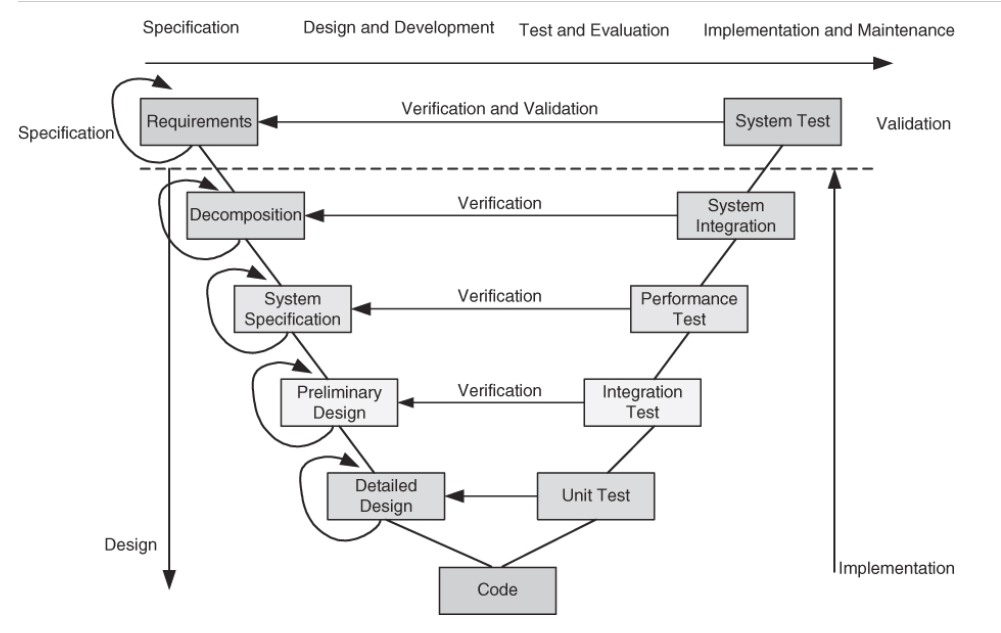 Specification
Design and Development
Test and Evaluation
Implementation and Maintenance
Verification and Validation
Requirements
System Test
Specification
Validation
Verification
Decomposition
System
Integration
Verification
System
Specification
Performance
Test
Verification
Preliminary
Design
Integration
Test
Detailed
Design
Unit Test
Design
Implementation
Code